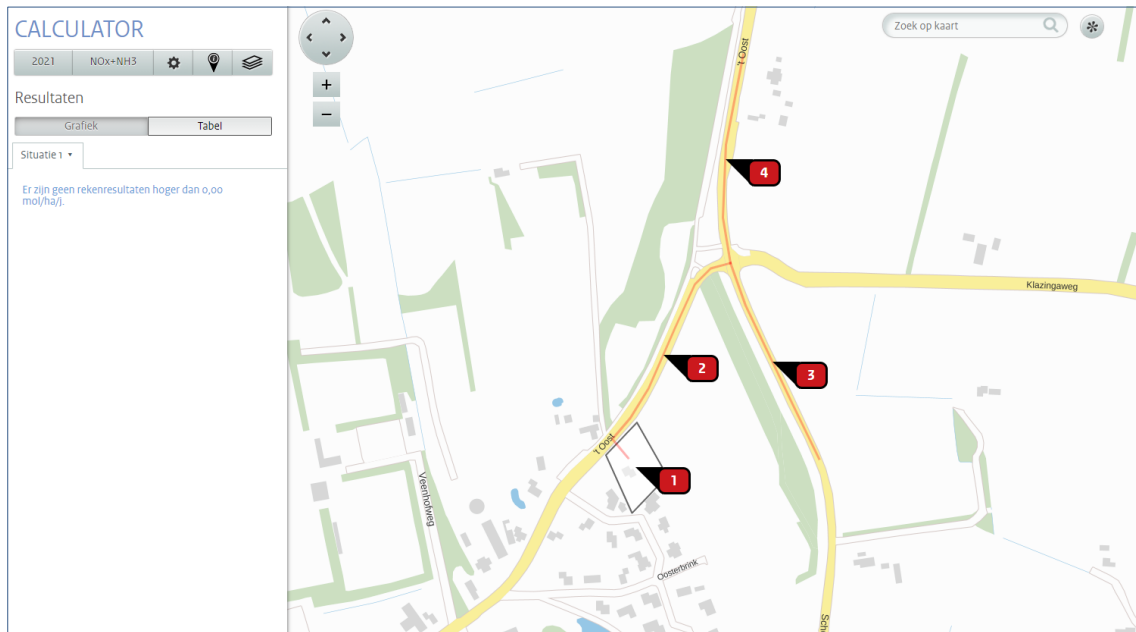 CALCULATOR
2021
NOx+NH3
Resultaten
Grafiek
Tabel
Situatie 1
Er zijn geen rekenresultaten hoger dan 0,00
mol/ha/j.
+
−
Zoek op kaart
't Oost
4
Klazingaweg
2
3
't Oost
1
Veenhofweg
Oosterbrink
Sch